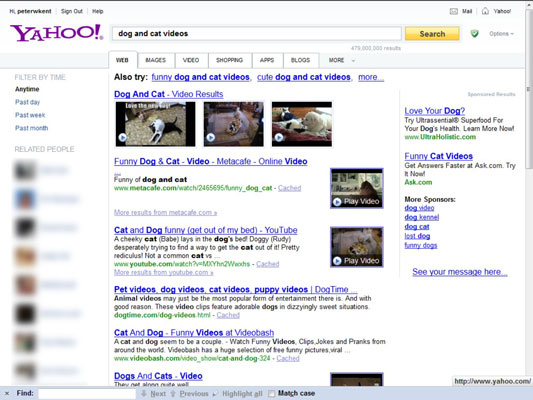 Hi, peterwkent | Sign Out | Help
Mail | Yahoo!
YAHOO!
dog and cat videos
Search
Options
479,000,000 results
WEB IMAGES VIDEO SHOPPING APPS BLOGS MORE
FILTER BY TIME
Anytime
Past day
Past week
Past month
RELATED PEOPLE
Also try: funny dog and cat videos, cute dog and cat videos, more...
Dog And Cat - Video Results
Love the new dog!
Funny Dog & Cat - Video - Metacafe - Online Video
...
Funny of dog and cat
www.metacafe.com/watch/2465695/funny_dog_cat - Cached
Play Video
More results from metacafe.com »
Cat and Dog funny (get out of my bed) - YouTube
A cheeky cat (Babe) lays in the dog's bed! Doggy (Rudy)
desperately trying to find a way to get the cat out of it! Pretty
rediculus! Not a common cat vs ...
www.youtube.com/watch?v=MXYhn2Wwxhs - Cached
Play Video
More results from youtube.com »
Pet videos, dog videos, cat videos, puppy videos | DogTime ...
Animal videos may just be the most popular form of entertainment there is. And with
good reason. These video clips feature adorable dogs in dizzyingly sweet situations.
dogtime.com/dog-videos.html - Cached
Cat And Dog - Funny Videos at Videobash
A cat and dog seem to be a couple. - Watch Funny Videos, Clips,Jokes and Pranks from
around the world. Videobash has a huge selection of free funny pictures,viral ...
www.videobash.com/video_show/cat-and-dog-324 - Cached
Dogs And Cats - Video
They get along quite well
Sponsored Results
Love Your Dog?
Try Ultrassential® Superfood For
Your Dog's Health. Learn More Now!
www.UltraHolistic.com
Funny Cat Videos
Get Answers Faster at Ask.com. Try
It Now!
Ask.com
More Sponsors:
dog video
dog kennel
dog cat
lost dog
funny dogs
See your message here...
http://www.yahoo.com/
× Find: Next Previous Highlight all Match case